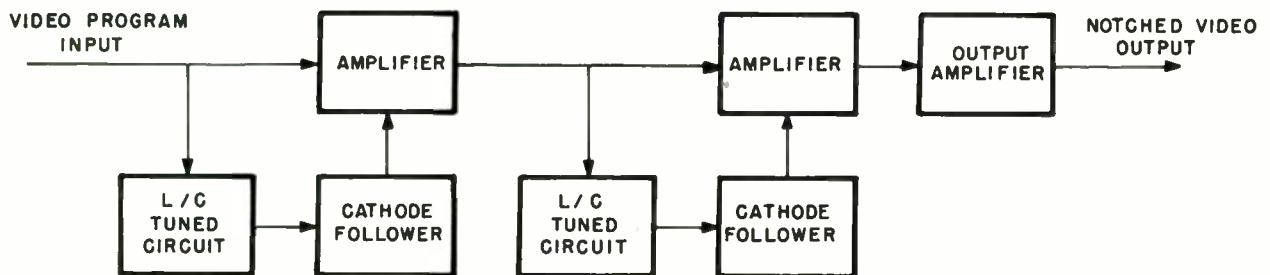 VIDEO PROGRAM
INPUT
AMPLIFIER
AMPLIFIER
OUTPUT
AMPLIFIER
NOTCHED VIDEO
OUTPUT
L/C
TUNED
CIRCUIT
CATHODE
FOLLOWER
L/C
TUNED
CIRCUIT
CATHODE
FOLLOWER